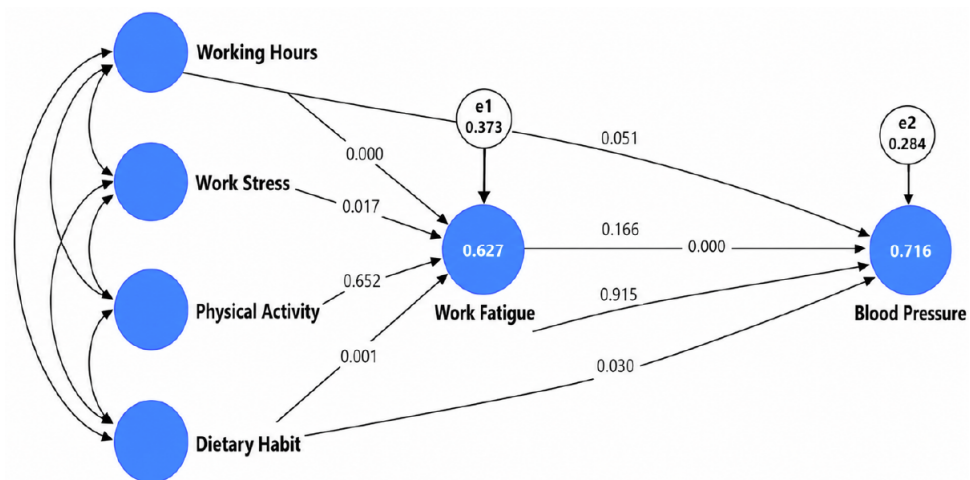 Working Hours
e1
0.373
e2
0.284
0.051
0.000
Work Stress
0.017
0.166
0.627
0.000
0.716
0.652
0.915
Physical Activity
Work Fatigue
Blood Pressure
0.001
0.030
Dietary Habit